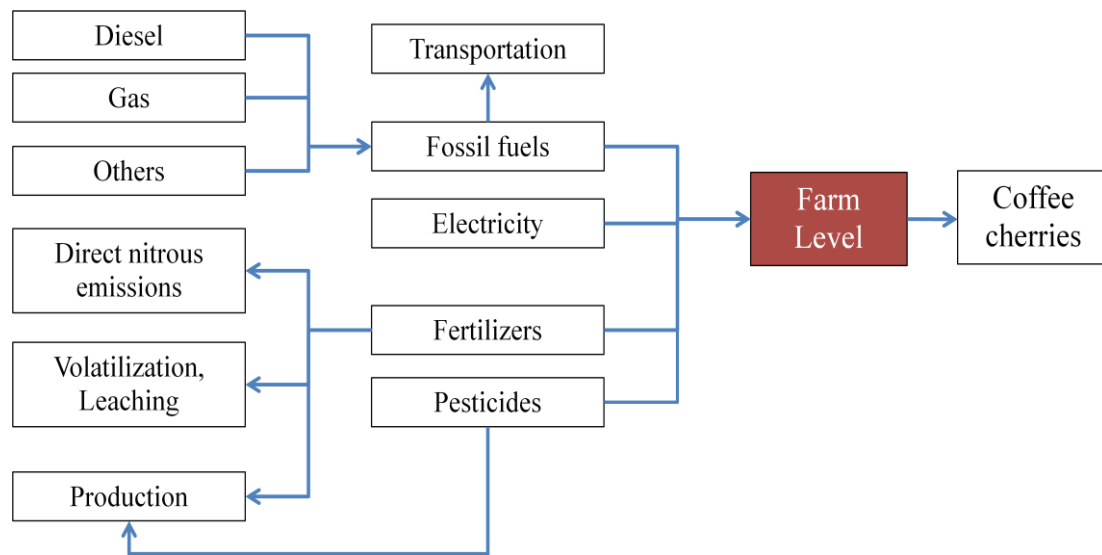 Diesel
Gas
Others
Direct nitrous
emissions
Volatilization,
Leaching
Production
Transportation
Fossil fuels
Electricity
Fertilizers
Pesticides
Farm
Level
Coffee
cherries